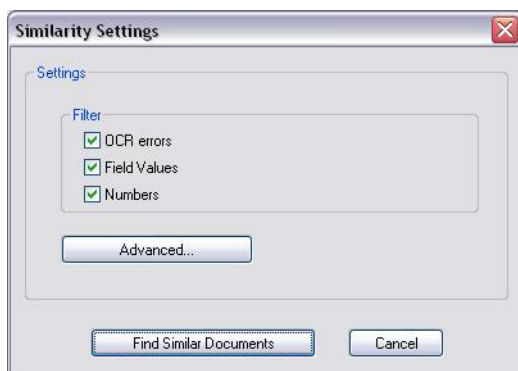 Similarity Settings
Settings
Filter
OCR errors
Field Values
Numbers
Advanced...
Find Similar Documents
Cancel